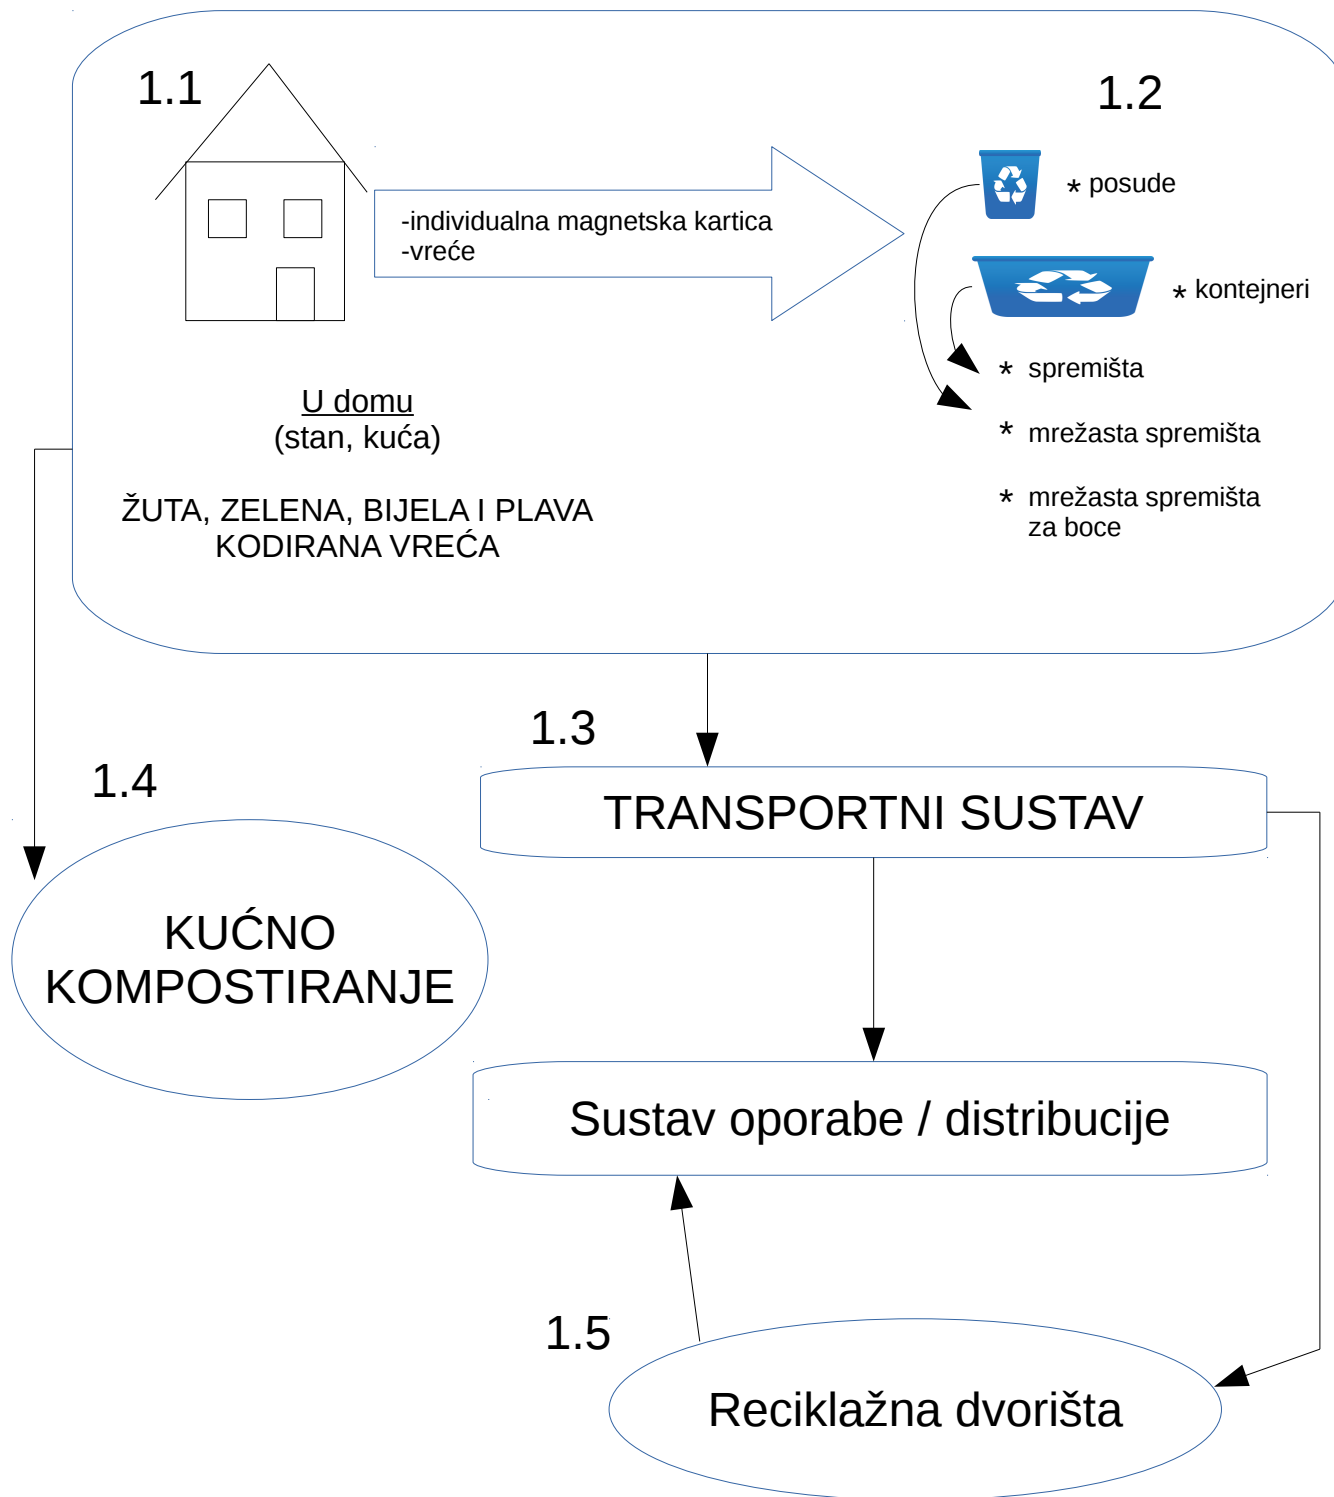 1.1
1.2
* posude
-individualna magnetska kartica
-vreće
* kontejneri
* spremišta
U domu
(stan, kuća)
* mrežasta spremišta
* mrežasta spremišta
za boce
ŽUTA, ZELENA, BIJELA I PLAVA
KODIRANA VREĆA
1.3
TRANSPORTNI SUSTAV
1.4
KUĆNO
KOMPOSTIRANJE
Sustav oporabe / distribucije
1.5
Reciklažna dvorišta